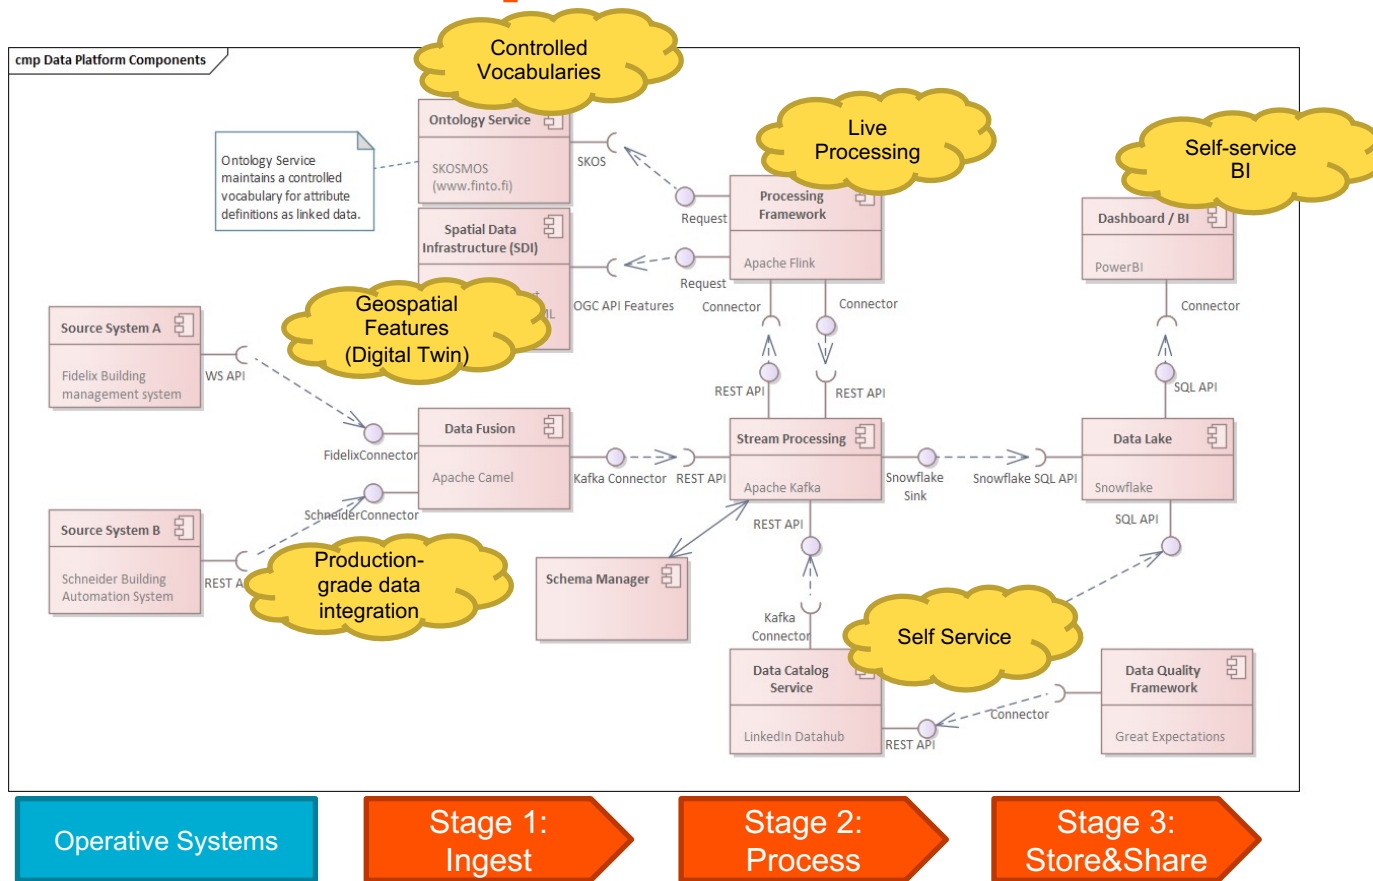 cmp Data Platform Components
Controlled
Vocabularies
Ontology Service
SKOSMOS
(www.finto.fi)
SKOS
Ontology Service
maintains a controlled
vocabulary for attribute
definitions as linked data.
Live
Processing
Self-service
BI
Request
Processing
Framework
Apache Flink
Dashboard / BI
PowerBI
Spatial Data
Infrastructure (SDI)
OGC API Features
Request
Geospatial
Features
(Digital Twin)
ML
Connector
Connector
Connector
Source System A
Fidelix Building
management system
WS API
REST API
REST API
SQL API
FidelixConnector
Data Fusion
Apache Camel
Kafka Connector
REST API
Stream Processing
Apache Kafka
Snowflake
Sink
Snowflake SQL API
Data Lake
Snowflake
SchneiderConnector
REST API
SQL API
Source System B
Schneider Building
Automation System
REST A
Production-
grade data
integration
Schema Manager
Kafka
Connector
Self Service
Data Catalog
Service
LinkedIn Datahub
REST API
Connector
Data Quality
Framework
Great Expectations
Operative Systems
Stage 1:
Ingest
Stage 2:
Process
Stage 3:
Store&Share